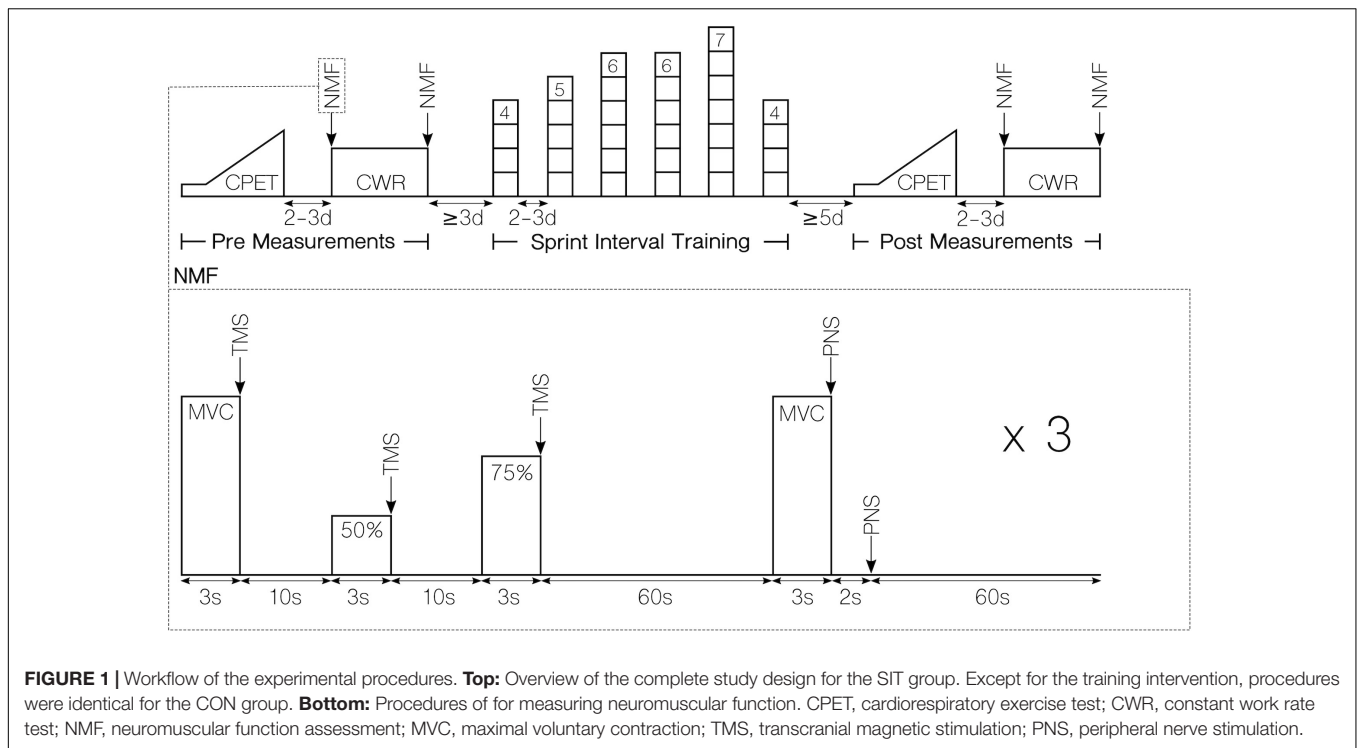 7
6 6
5
4 4
NMF NMF NMF NMF
CPET CWR CPET CWR
2-3d ≥3d 2-3d ≥5d 2-3d
Pre Measurements Sprint Interval Training Post Measurements
NMF
TMS TMS TMS PNS PNS
MVC 50% 75% MVC
x 3
3s 10s 3s 10s 3s 60s 3s 2s 60s
FIGURE 1 | Workflow of the experimental procedures. Top: Overview of the complete study design for the SIT group. Except for the training intervention, procedures
were identical for the CON group. Bottom: Procedures of for measuring neuromuscular function. CPET, cardiorespiratory exercise test; CWR, constant work rate
test; NMF, neuromuscular function assessment; MVC, maximal voluntary contraction; TMS, transcranial magnetic stimulation; PNS, peripheral nerve stimulation.